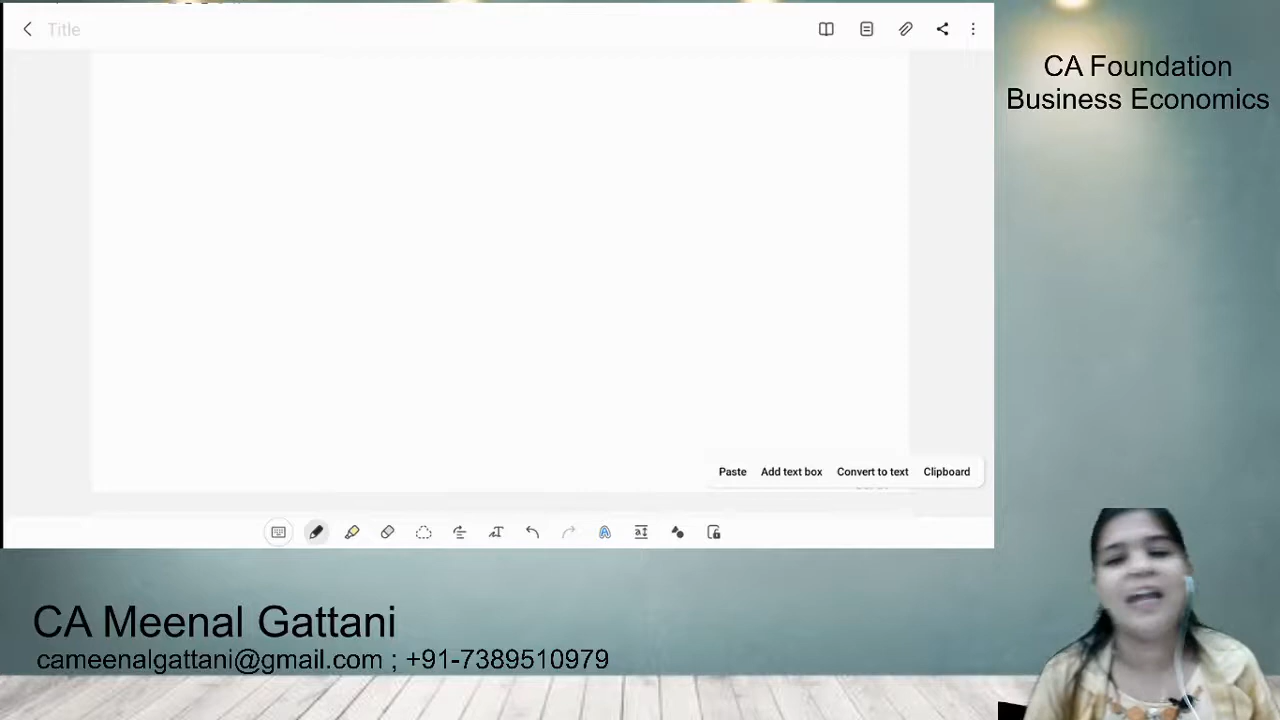 Title
CA Foundation
Business Economics
Paste Add text box Convert to text Clipboard
CA Meenal Gattani
cameenalgattani@gmail.com ; +91-7389510979